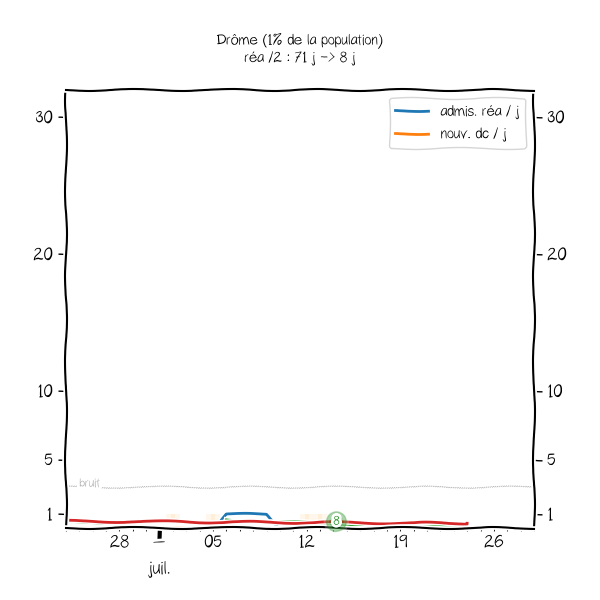 Drôme (1% de la population)
réa /2 : 71 j -> 8 j
admis. réa / j
nouv. dc / j
30
30
20
20
10
10
5
5
bruit
1
1
8
28
05
12
19
26
juil.